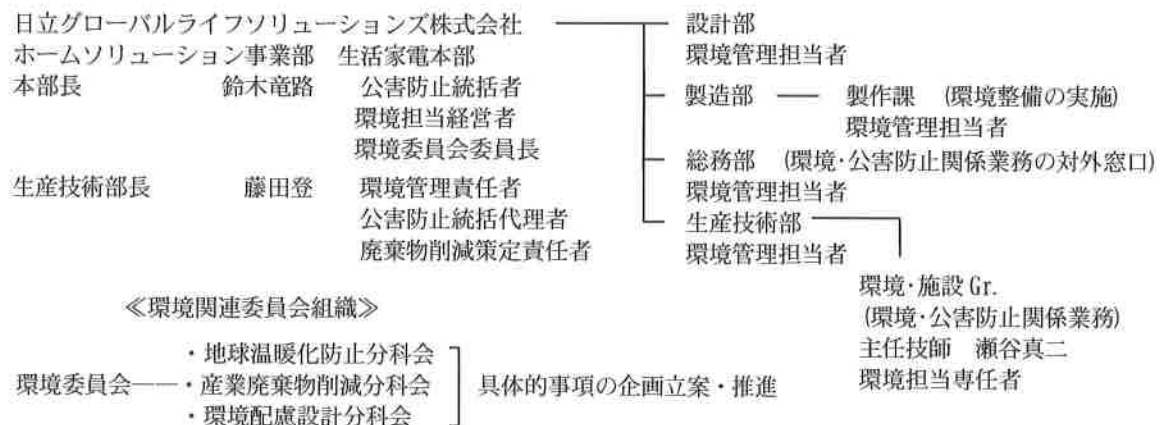 日立グローバルライフソリューションズ株式会社
ホームソリューション事業部 生活家電本部
本部長 鈴木竜路 公害防止統括者
環境担当経営者
環境委員会委員長
生産技術部長 藤田登 環境管理責任者
公害防止統括代理者
廃棄物削減策定責任者
設計部
環境管理担当者
製造部 ― 製作課 (環境整備の実施)
環境管理担当者
総務部 (環境・公害防止関係業務の対外窓口)
環境管理担当者
生産技術部
環境管理担当者
環境・施設 Gr.
(環境・公害防止関係業務)
主任技師 瀬谷真二
環境担当専任者
≪環境関連委員会組織≫
・地球温暖化防止分科会
環境委員会――・産業廃棄物削減分科会 具体的事項の企画立案・推進
・環境配慮設計分科会